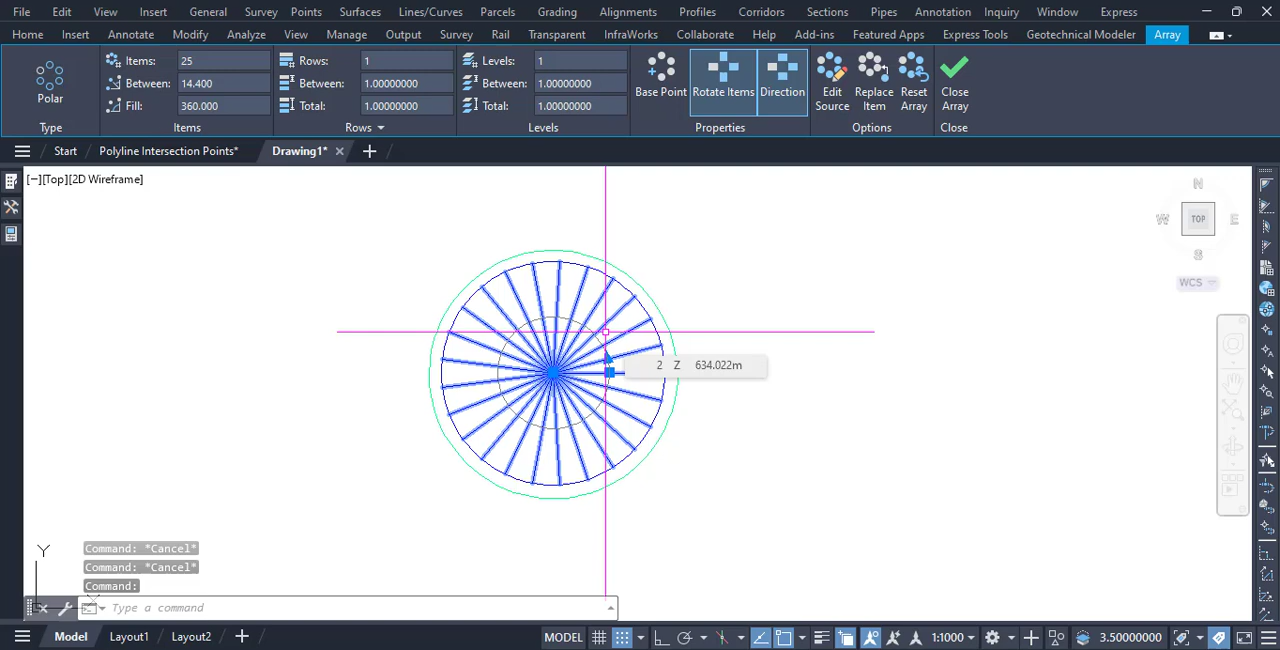 File Edit View Insert General Survey Points Surfaces Lines/Curves Parcels Grading Alignments Profiles Corridors Sections Pipes Annotation Inquiry Window Express
Home Insert Annotate Modify Analyze View Manage Output Survey Rail Transparent InfraWorks Collaborate Help Add-ins Featured Apps Express Tools Geotechnical Modeler Array
Items: 25 Rows: 1 Levels: 1
Between: 14.400 Between: 1.00000000 Between: 1.00000000
Fill: 360.000 Total: 1.00000000 Total: 1.00000000
Polar
Base Point Rotate Items Direction Edit Source Replace Item Reset Array Close Array
Type Items Rows Levels Properties Options Close
Start Polyline Intersection Points* Drawing1*
[−][Top][2D Wireframe]
N
W TOP E
S
WCS
2 Z 634.022m
Y
Command: *Cancel*
Command: *Cancel*
Command:
Type a command
Model Layout1 Layout2 MODEL 1:1000 3.50000000